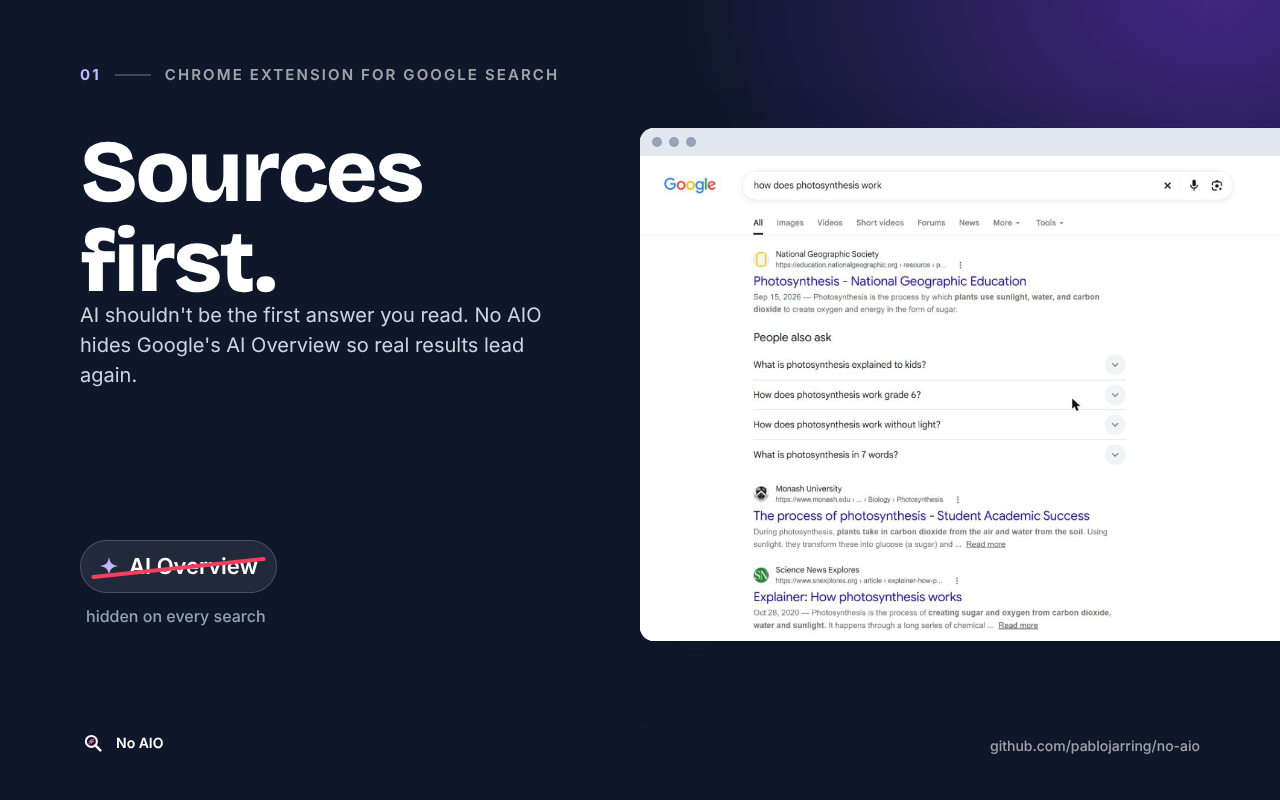 01 CHROME EXTENSION FOR GOOGLE SEARCH
Sources
first.
AI shouldn't be the first answer you read. No AIO
hides Google's AI Overview so real results lead
again.
AI Overview
hidden on every search
No AIO
Google
how does photosynthesis work
All Images Videos Short videos Forums News More Tools
National Geographic Society
https://education.nationalgeographic.org › resource › p...
Photosynthesis - National Geographic Education
Sep 15, 2026 — Photosynthesis is the process by which plants use sunlight, water, and carbon
dioxide to create oxygen and energy in the form of sugar.
People also ask
What is photosynthesis explained to kids?
How does photosynthesis work grade 6?
How does photosynthesis work without light?
What is photosynthesis in 7 words?
Monash University
https://www.monash.edu › ... › Biology › Photosynthesis
The process of photosynthesis - Student Academic Success
During photosynthesis, plants take in carbon dioxide from the air and water from the soil. Using
sunlight, they transform these into glucose (a sugar) and ... Read more
SN
Science News Explores
https://www.snexplores.org › article › explainer-how-p...
Explainer: How photosynthesis works
Oct 28, 2020 — Photosynthesis is the process of creating sugar and oxygen from carbon dioxide,
water and sunlight. It happens through a long series of chemical ... Read more
github.com/pablojarring/no-aio